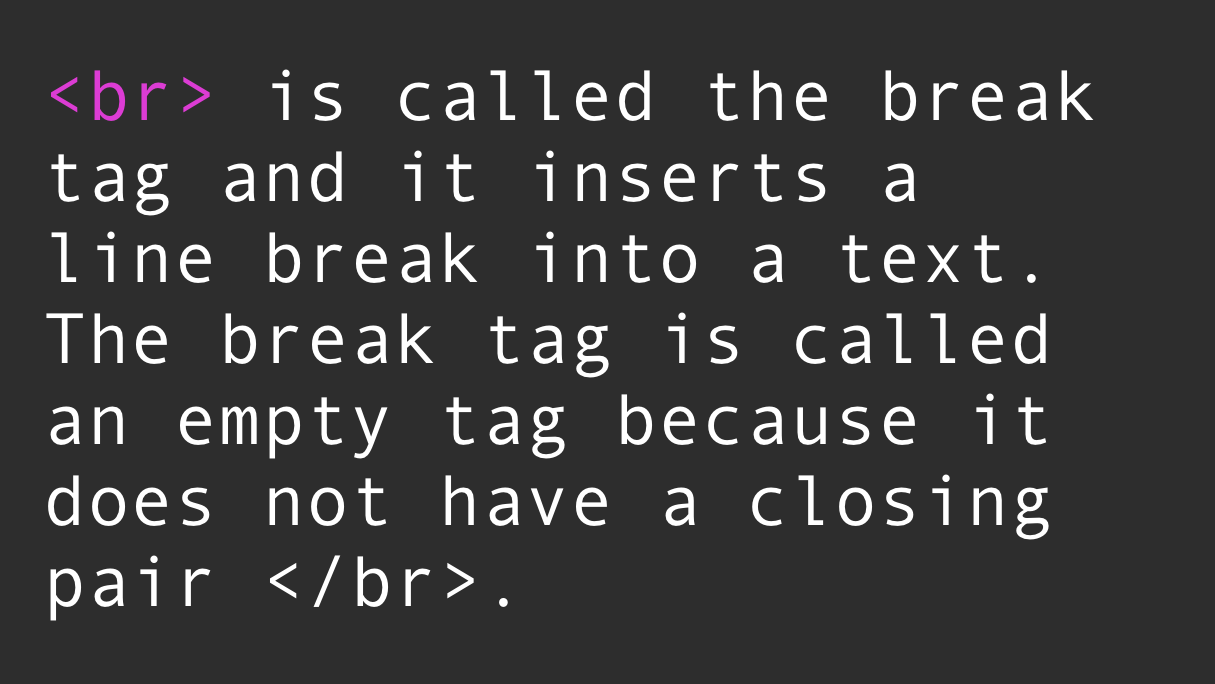 <br> is called the break
tag and it inserts a
line break into a text.
The break tag is called
an empty tag because it
does not have a closing
pair </br>.